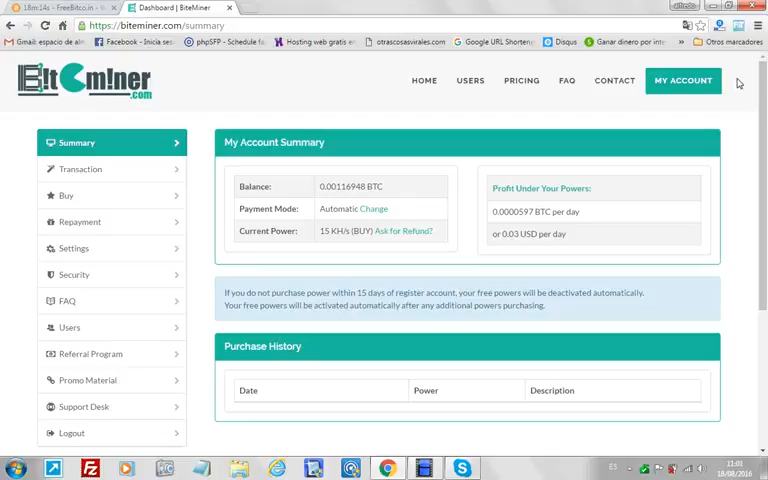 18m:14s - FreeBitco.in - W
Dashboard | BiteMiner
alfredo
https://biteminer.com/summary
Gmail: espacio de alm
Facebook - Inicia sesi
phpSFP - Schedule fa
Hosting web gratis en
otrascosasvirales.com
Google URL Shortene
Disqus
Ganar dinero por inte
»
Otros marcadores
B!tCm!ner
.com
HOME
USERS
PRICING
FAQ
CONTACT
MY ACCOUNT
Summary
Transaction
Buy
Repayment
Settings
Security
FAQ
Users
Referral Program
Promo Material
Support Desk
Logout
My Account Summary
Balance: 0.00116948 BTC
Payment Mode: Automatic Change
Current Power: 15 KH/s (BUY) Ask for Refund?
Profit Under Your Powers:
0.0000597 BTC per day
or 0.03 USD per day
If you do not purchase power within 15 days of register account, your free powers will be deactivated automatically.
Your free powers will be activated automatically after any additional powers purchasing.
Purchase History
Date Power Description
ES
11:01
18/08/2016